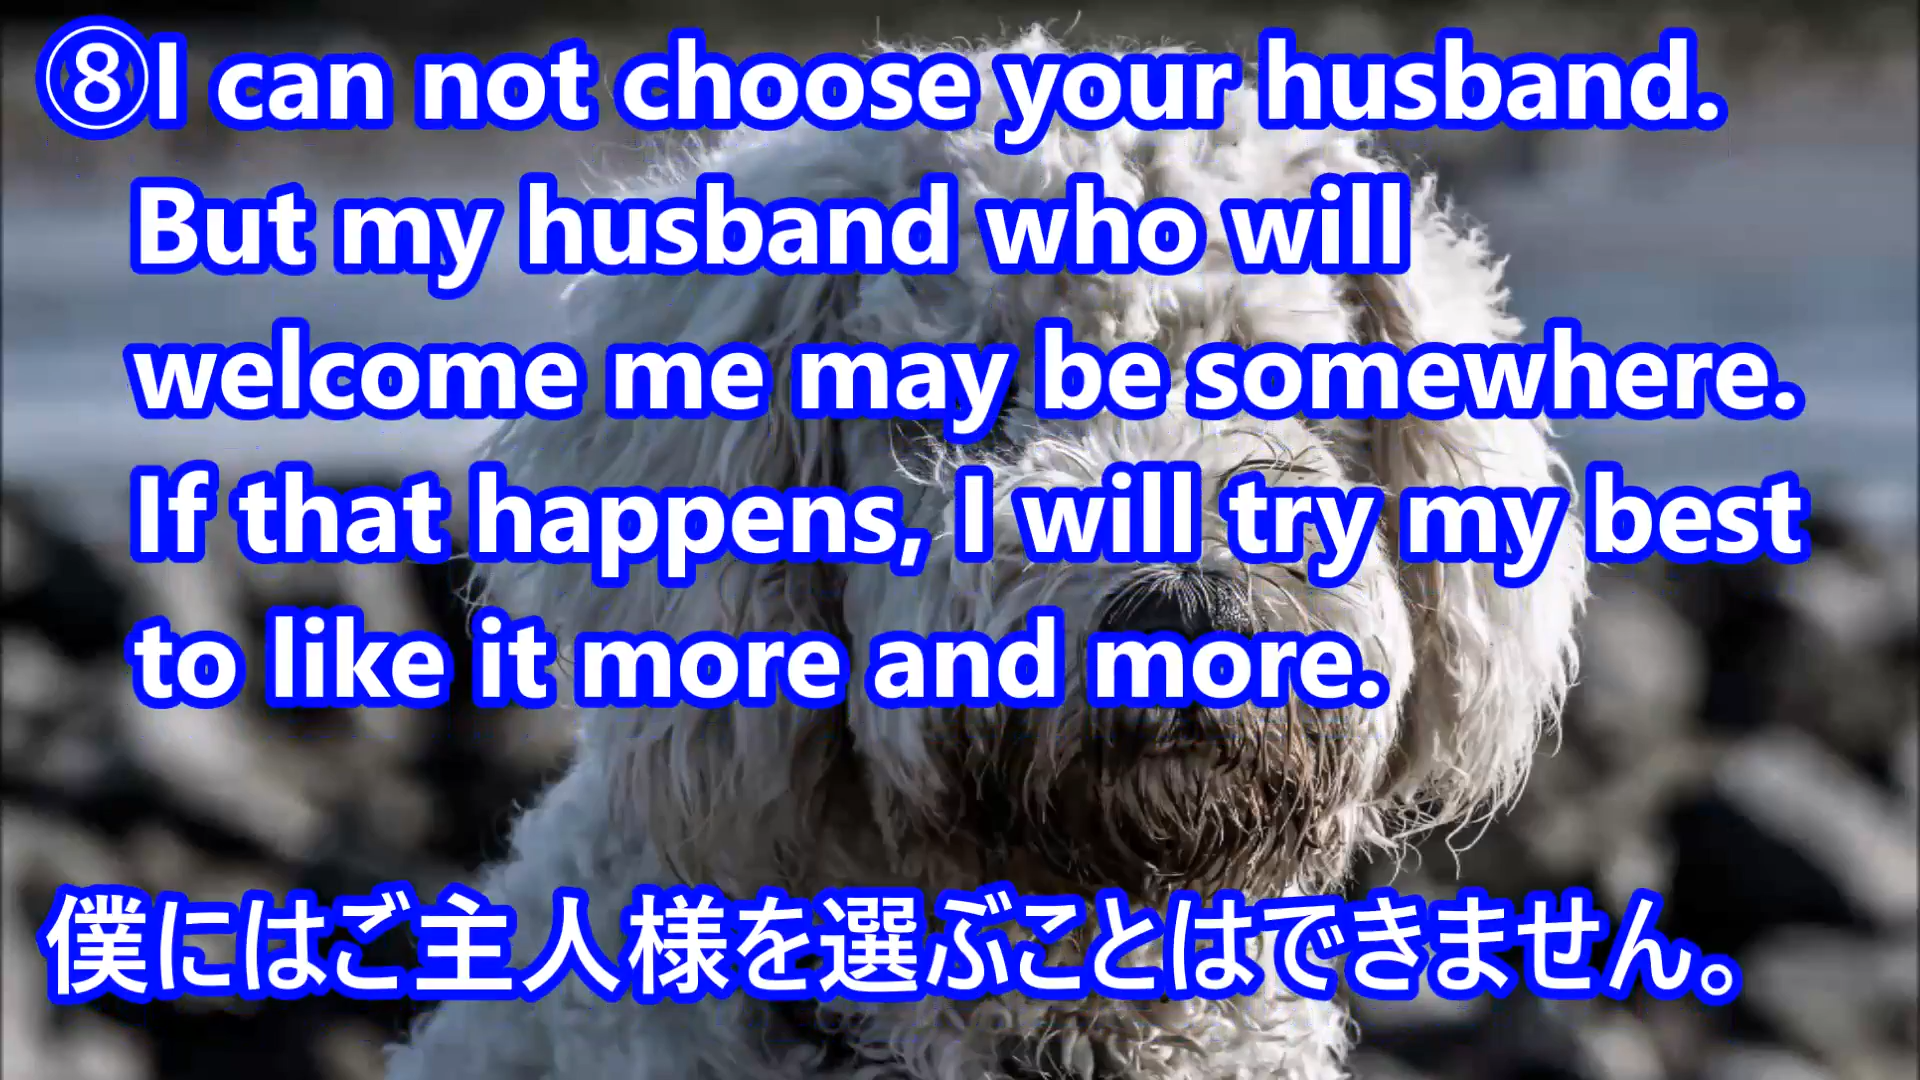 ⑧I can not choose your husband.
But my husband who will
welcome me may be somewhere.
If that happens, I will try my best
to like it more and more.
僕にはご主人様を選ぶことはできません。